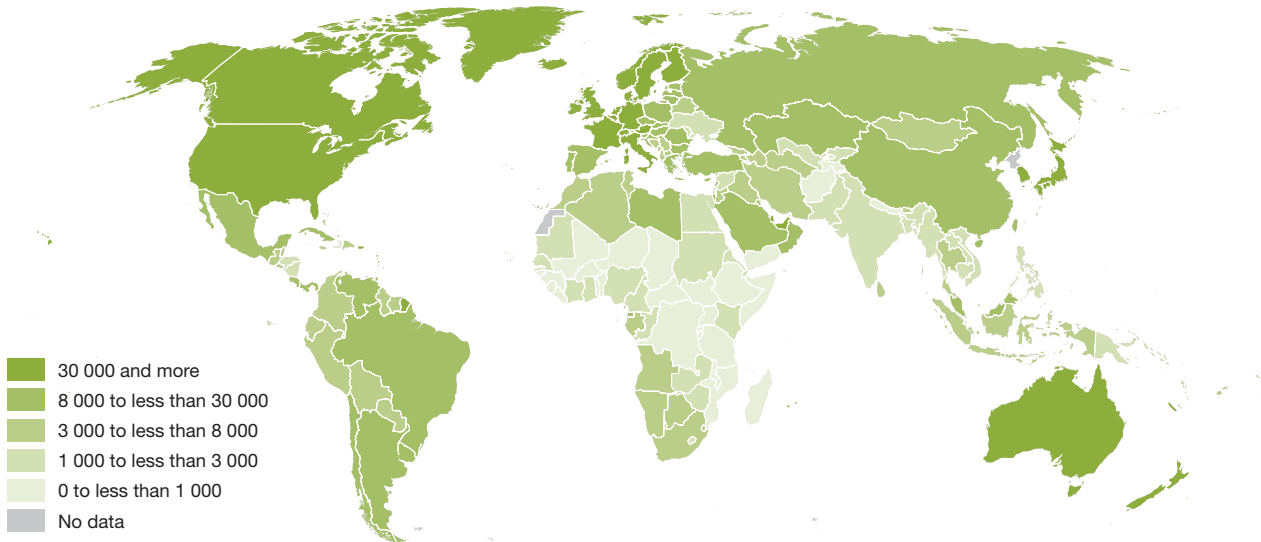 30 000 and more
8 000 to less than 30 000
3 000 to less than 8 000
1 000 to less than 3 000
0 to less than 1 000
No data